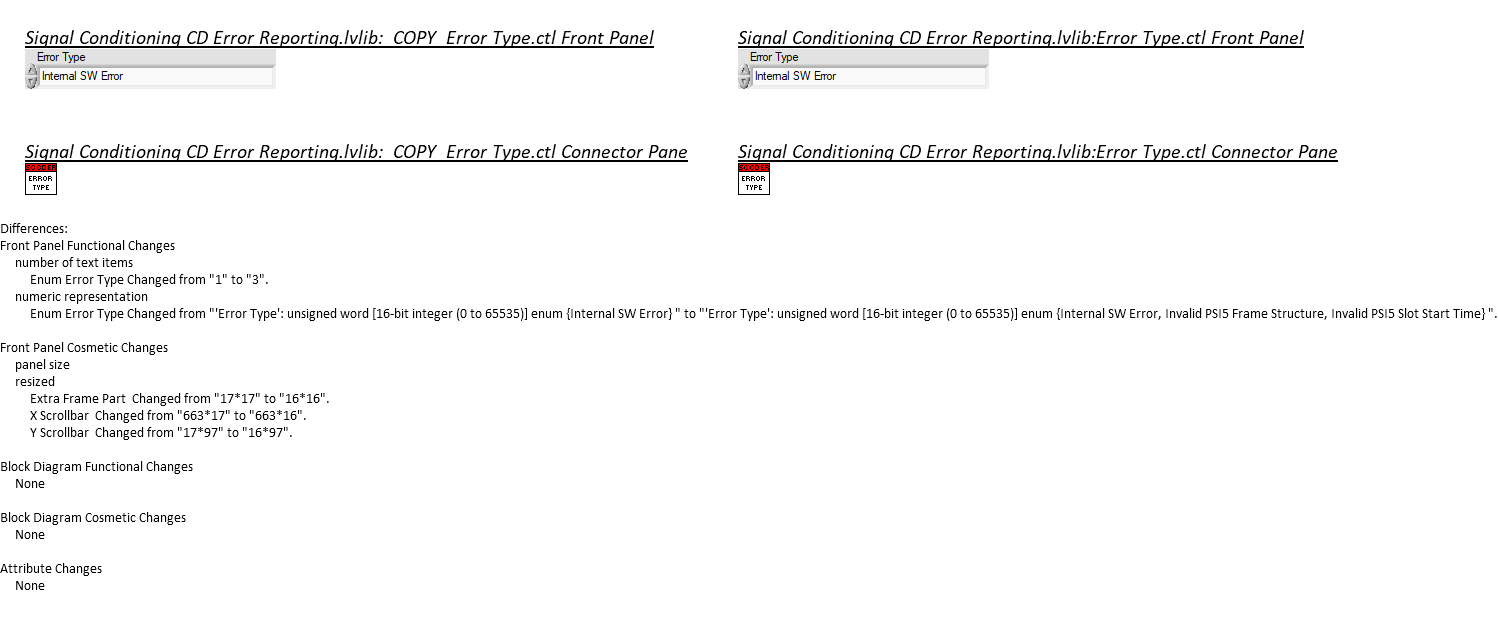 Signal Conditioning CD Error Reporting.lvlib:_COPY_Error Type.ctl Front Panel
Error Type
Internal SW Error
Signal Conditioning CD Error Reporting.lvlib:Error Type.ctl Front Panel
Error Type
Internal SW Error
Signal Conditioning CD Error Reporting.lvlib:_COPY_Error Type.ctl Connector Pane
ERROR
TYPE
Signal Conditioning CD Error Reporting.lvlib:Error Type.ctl Connector Pane
ERROR
TYPE
Differences:
Front Panel Functional Changes
number of text items
Enum Error Type Changed from "1" to "3".
numeric representation
Enum Error Type Changed from "'Error Type': unsigned word [16-bit integer (0 to 65535)] enum {Internal SW Error} " to "'Error Type': unsigned word [16-bit integer (0 to 65535)] enum {Internal SW Error, Invalid PSI5 Frame Structure, Invalid PSI5 Slot Start Time} ".
Front Panel Cosmetic Changes
panel size
resized
Extra Frame Part  Changed from "17*17" to "16*16".
X Scrollbar  Changed from "663*17" to "663*16".
Y Scrollbar  Changed from "17*97" to "16*97".
Block Diagram Functional Changes
None
Block Diagram Cosmetic Changes
None
Attribute Changes
None